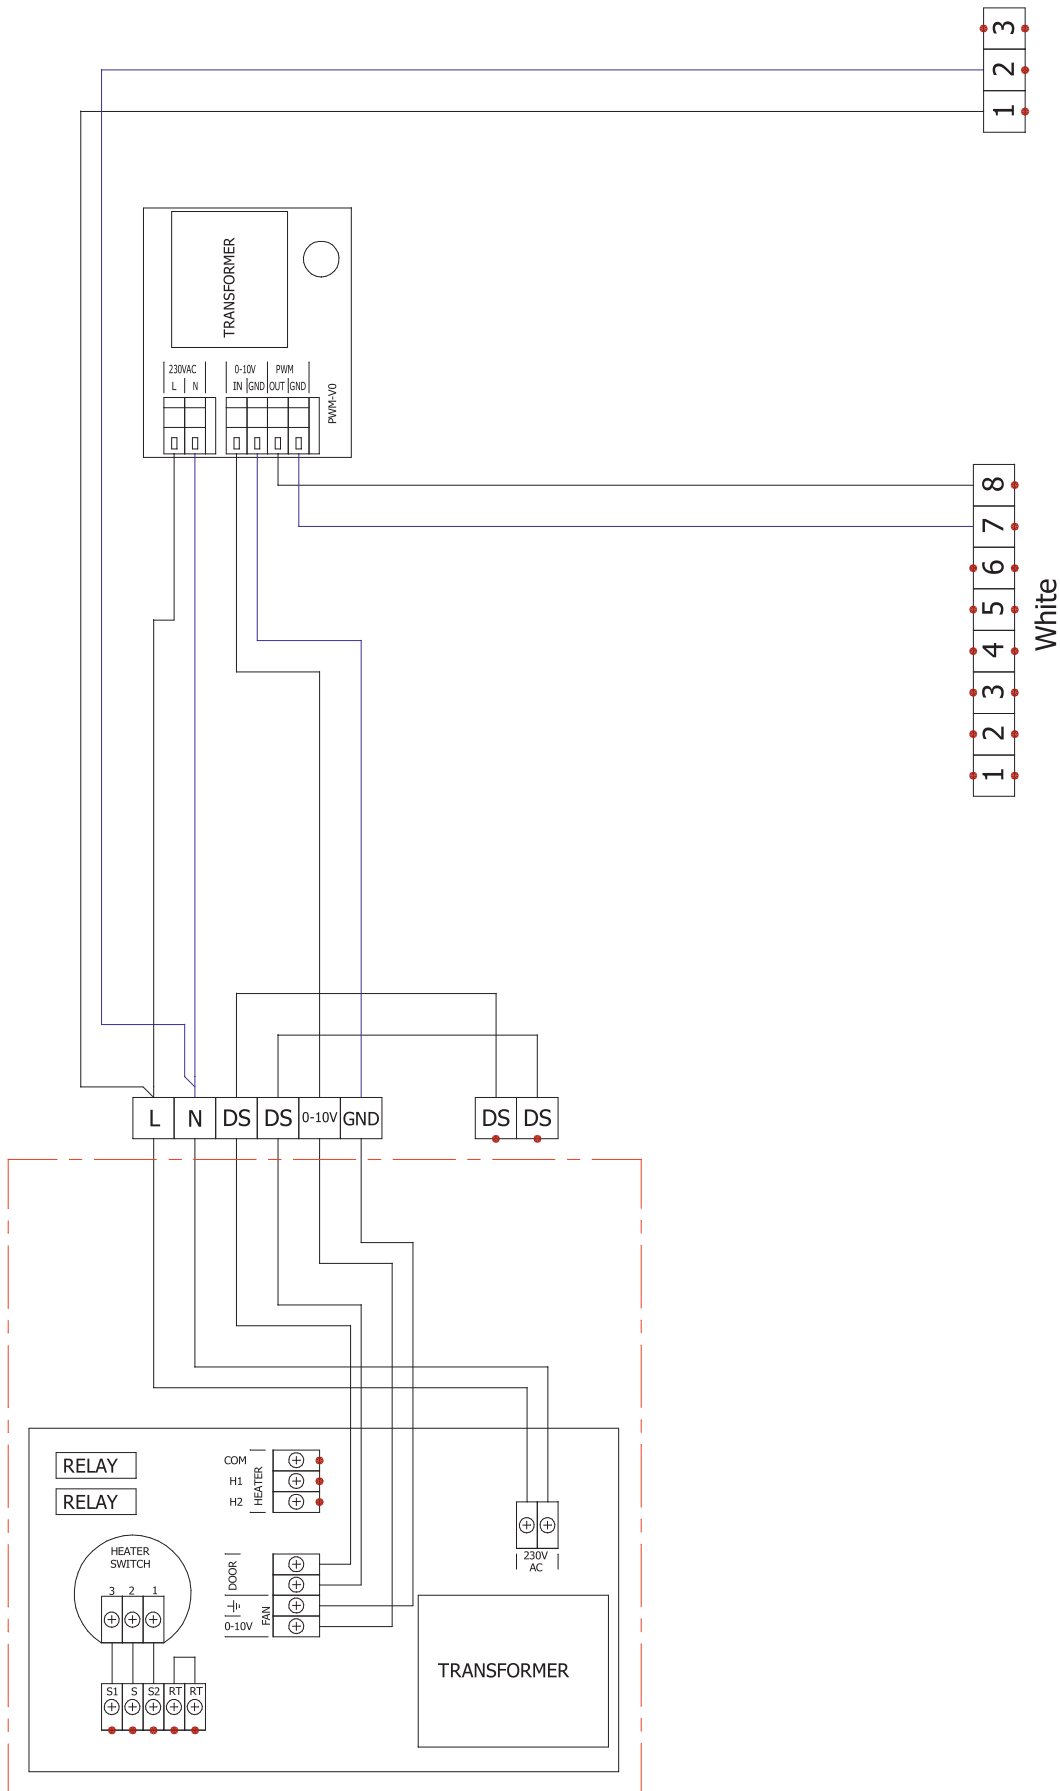 3
2
1
TRANSFORMER
230VAC 0-10V PWM
L N IN GND OUT GND
PWM-V0
8
7
6
5
4
3
2
1
White
L N DS DS 0-10V GND DS DS
RELAY
RELAY
COM
H1
H2
HEATER
HEATER
SWITCH
3 2 1
DOOR
FAN
0-10V
230V
AC
TRANSFORMER
S1 S S2 RT RT